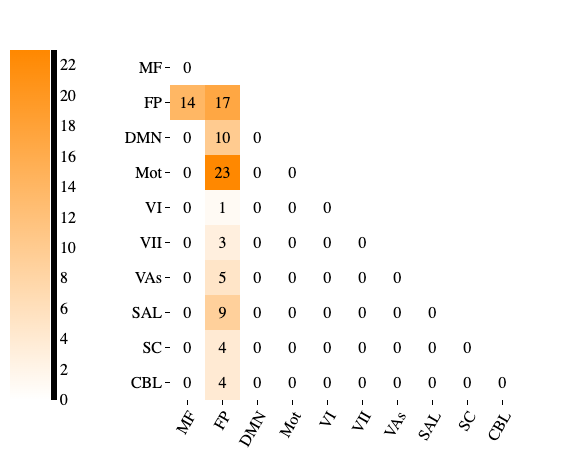 22
20
18
16
14
12
10
8
6
4
2
0
MF 0
FP 14 17
DMN 0 10 0
Mot 0 23 0 0
VI 0 1 0 0 0
VII 0 3 0 0 0 0
VAs 0 5 0 0 0 0 0
SAL 0 9 0 0 0 0 0 0
SC 0 4 0 0 0 0 0 0 0
CBL 0 4 0 0 0 0 0 0 0 0
MF FP DMN Mot VI VII VAs SAL SC CBL